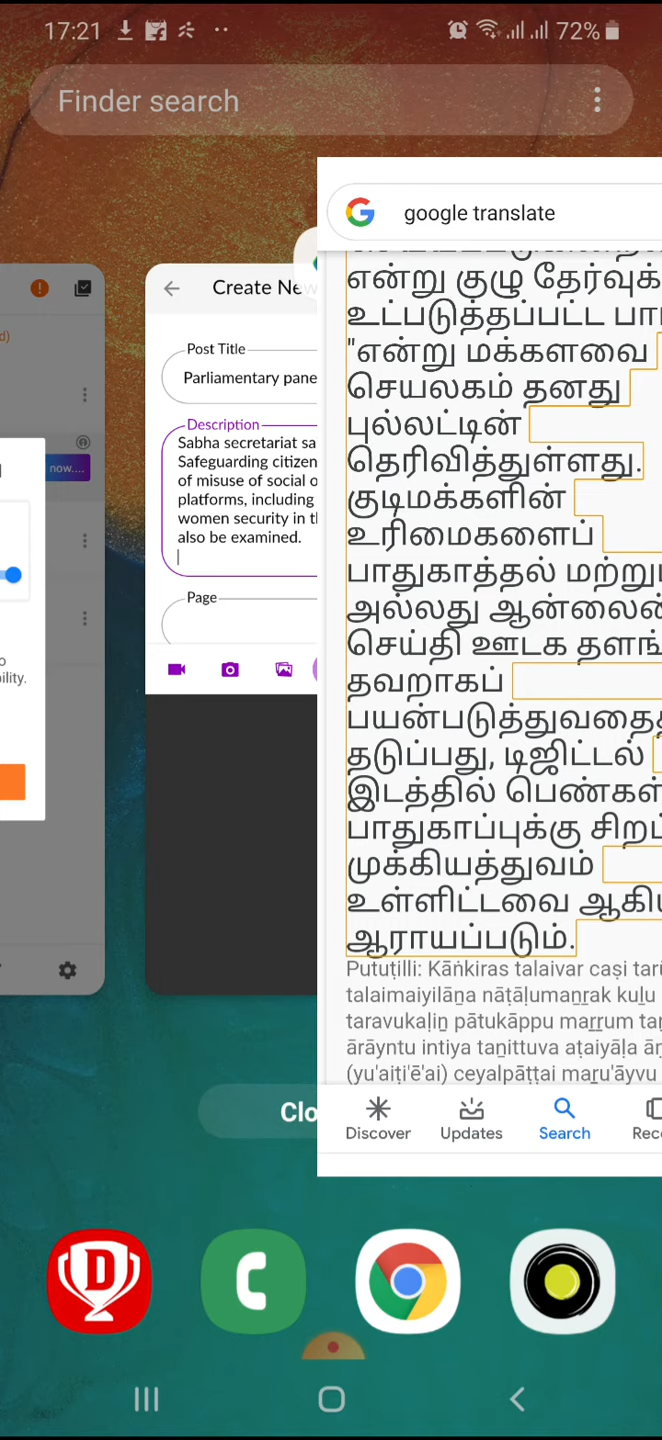 17:21
72%
Finder search
google translate
d)
now....
o
bility.
Create Ne
Post Title
Parliamentary pane
Description
Sabha secretariat sa
Safeguarding citizen
of misuse of social o
platforms, including
women security in t
also be examined.
Page
என்று குழு தேர்வுக்
உட்படுத்தப்பட்ட பா
"என்று மக்களவை
செயலகம் தனது
புல்லட்டின்
தெரிவித்துள்ளது.
குடிமக்களின்
உரிமைகளைப்
பாதுகாத்தல் மற்று
அல்லது ஆன்லைன்
செய்தி ஊடக தளங்
தவறாகப்
பயன்படுத்துவதைத்
தடுப்பது, டிஜிட்டல்
இடத்தில் பெண்கள்
பாதுகாப்புக்கு சிறப்
முக்கியத்துவம்
உள்ளிட்டவை ஆகி
ஆராயப்படும்.
Putuṭilli: Kāṅkiras talaivar caṣi tar
talaimaiyilāṉa nāṭāḷumaṉṟak kuḻu
taravukaḷiṉ pātukāppu maṟṟum ta
ārāyntu intiya taṉittuva aṭaiyāḷa
(yu'aiṭi'ē'ai) ceyalpāṭṭai maṟu'āyvu
Discover
Updates
Search
Rec
Clo
D